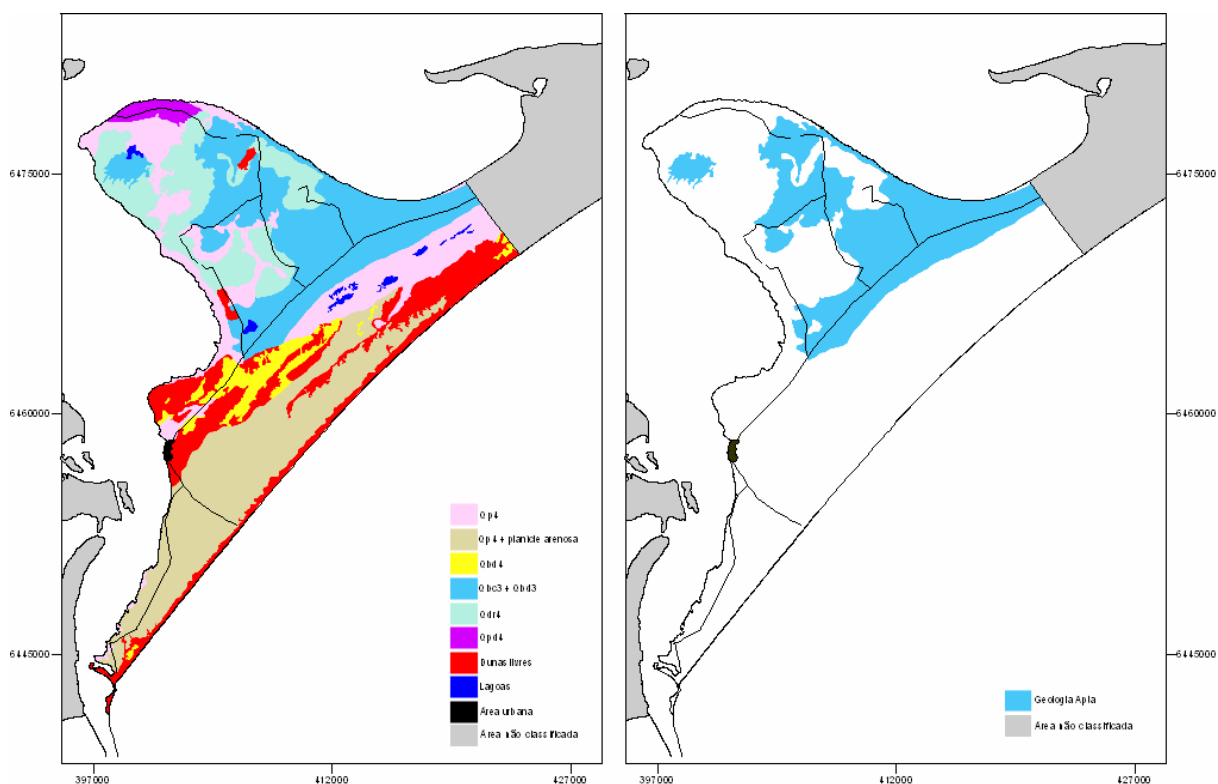 6475000
6460000
6445000
Qp4
Qp4 + planície arenosa
Qbd4
Qbc3 + Qbd3
Qdr4
Qpd4
Dunas livres
Lagoas
Área urbana
Área não classificada
397000
412000
427000
6475000
6460000
6445000
Geologia Apta
Área não classificada
397000
412000
427000